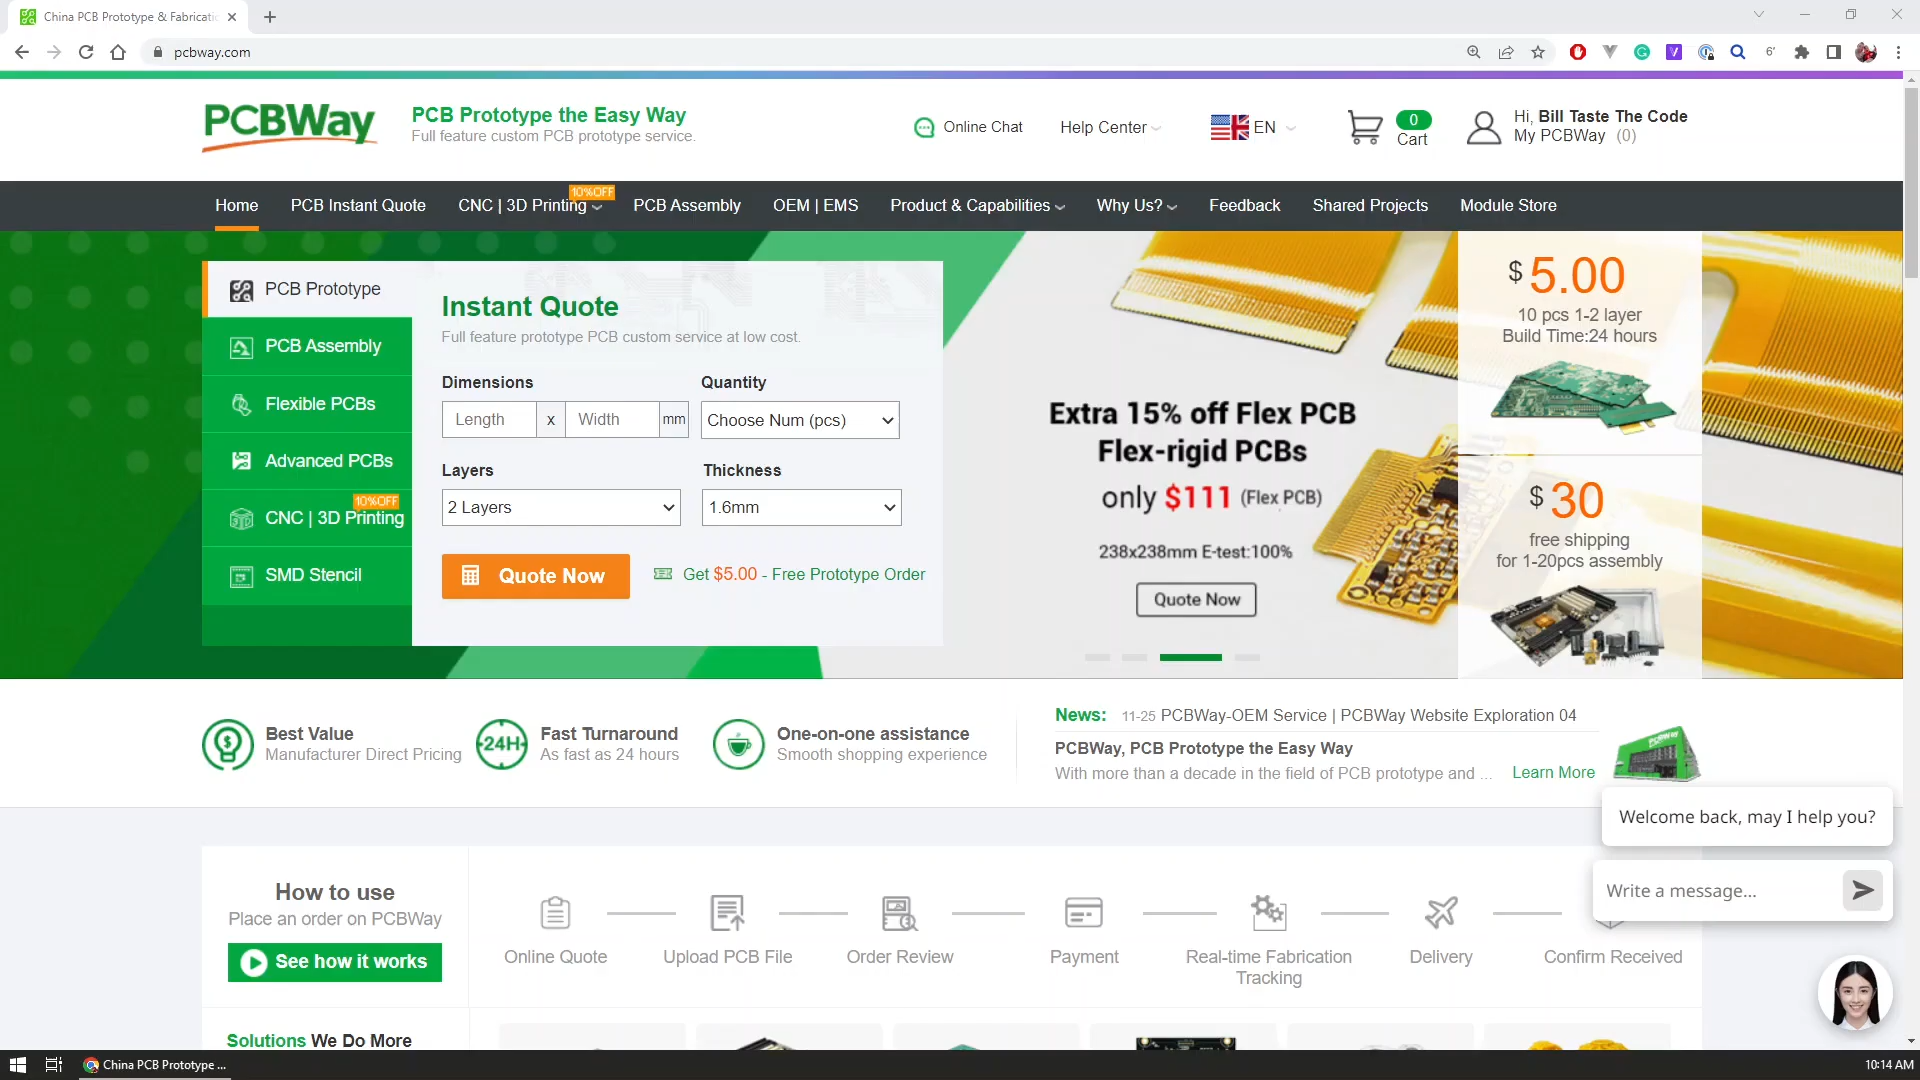 China PCB Prototype & Fabricatic
pcbway.com
PCBWay
PCB Prototype the Easy Way
Full feature custom PCB prototype service.
Online Chat
Help Center
EN
0
Cart
Hi, Bill Taste The Code
My PCBWay (0)
Home
PCB Instant Quote
CNC | 3D Printing
10%OFF
PCB Assembly
OEM | EMS
Product & Capabilities
Why Us?
Feedback
Shared Projects
Module Store
PCB Prototype
PCB Assembly
Flexible PCBs
Advanced PCBs
10%OFF
CNC | 3D Printing
SMD Stencil
Instant Quote
Full feature prototype PCB custom service at low cost.
Dimensions
Quantity
Length x Width mm
Choose Num (pcs)
Layers
Thickness
2 Layers
1.6mm
Quote Now
Get $5.00 - Free Prototype Order
Extra 15% off Flex PCB
Flex-rigid PCBs
only $111 (Flex PCB)
238x238mm E-test:100%
Quote Now
$ 5.00
10 pcs 1-2 layer
Build Time:24 hours
$ 30
free shipping
for 1-20pcs assembly
Best Value
Manufacturer Direct Pricing
24H
Fast Turnaround
As fast as 24 hours
One-on-one assistance
Smooth shopping experience
News: 11-25 PCBWay-OEM Service | PCBWay Website Exploration 04
PCBWay, PCB Prototype the Easy Way
With more than a decade in the field of PCB prototype and ... Learn More
PCBWay
Welcome back, may I help you?
Write a message...
How to use
Place an order on PCBWay
See how it works
Online Quote
Upload PCB File
Order Review
Payment
Real-time Fabrication
Tracking
Delivery
Confirm Received
Solutions We Do More
China PCB Prototype ...
10:14 AM